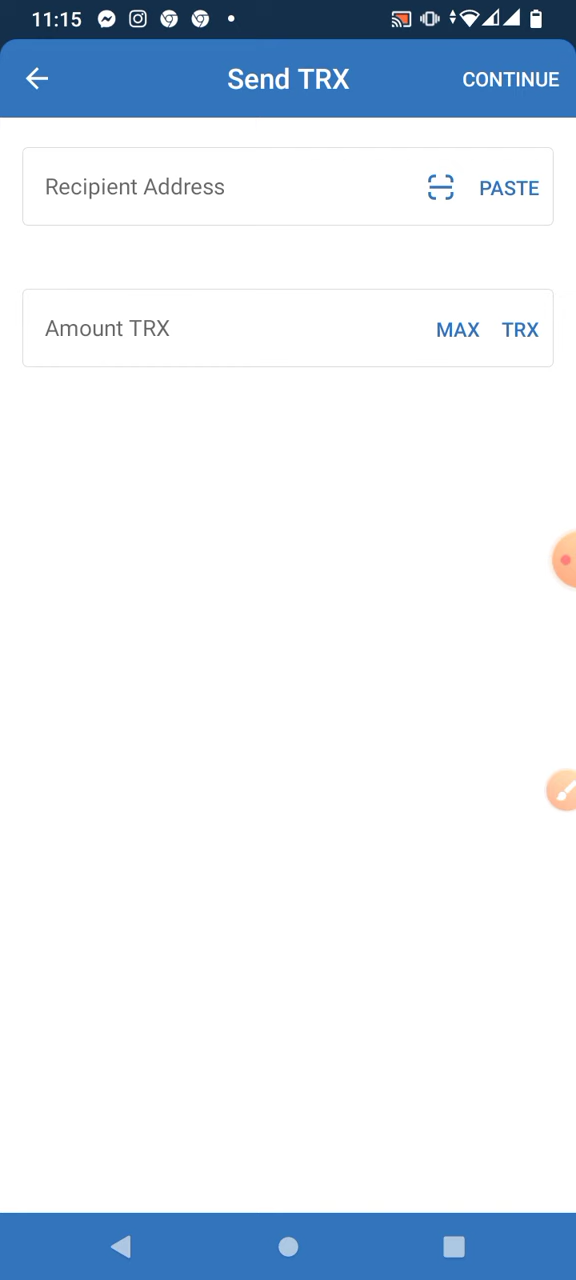 11:15
Send TRX
CONTINUE
Recipient Address
PASTE
Amount TRX
MAX TRX